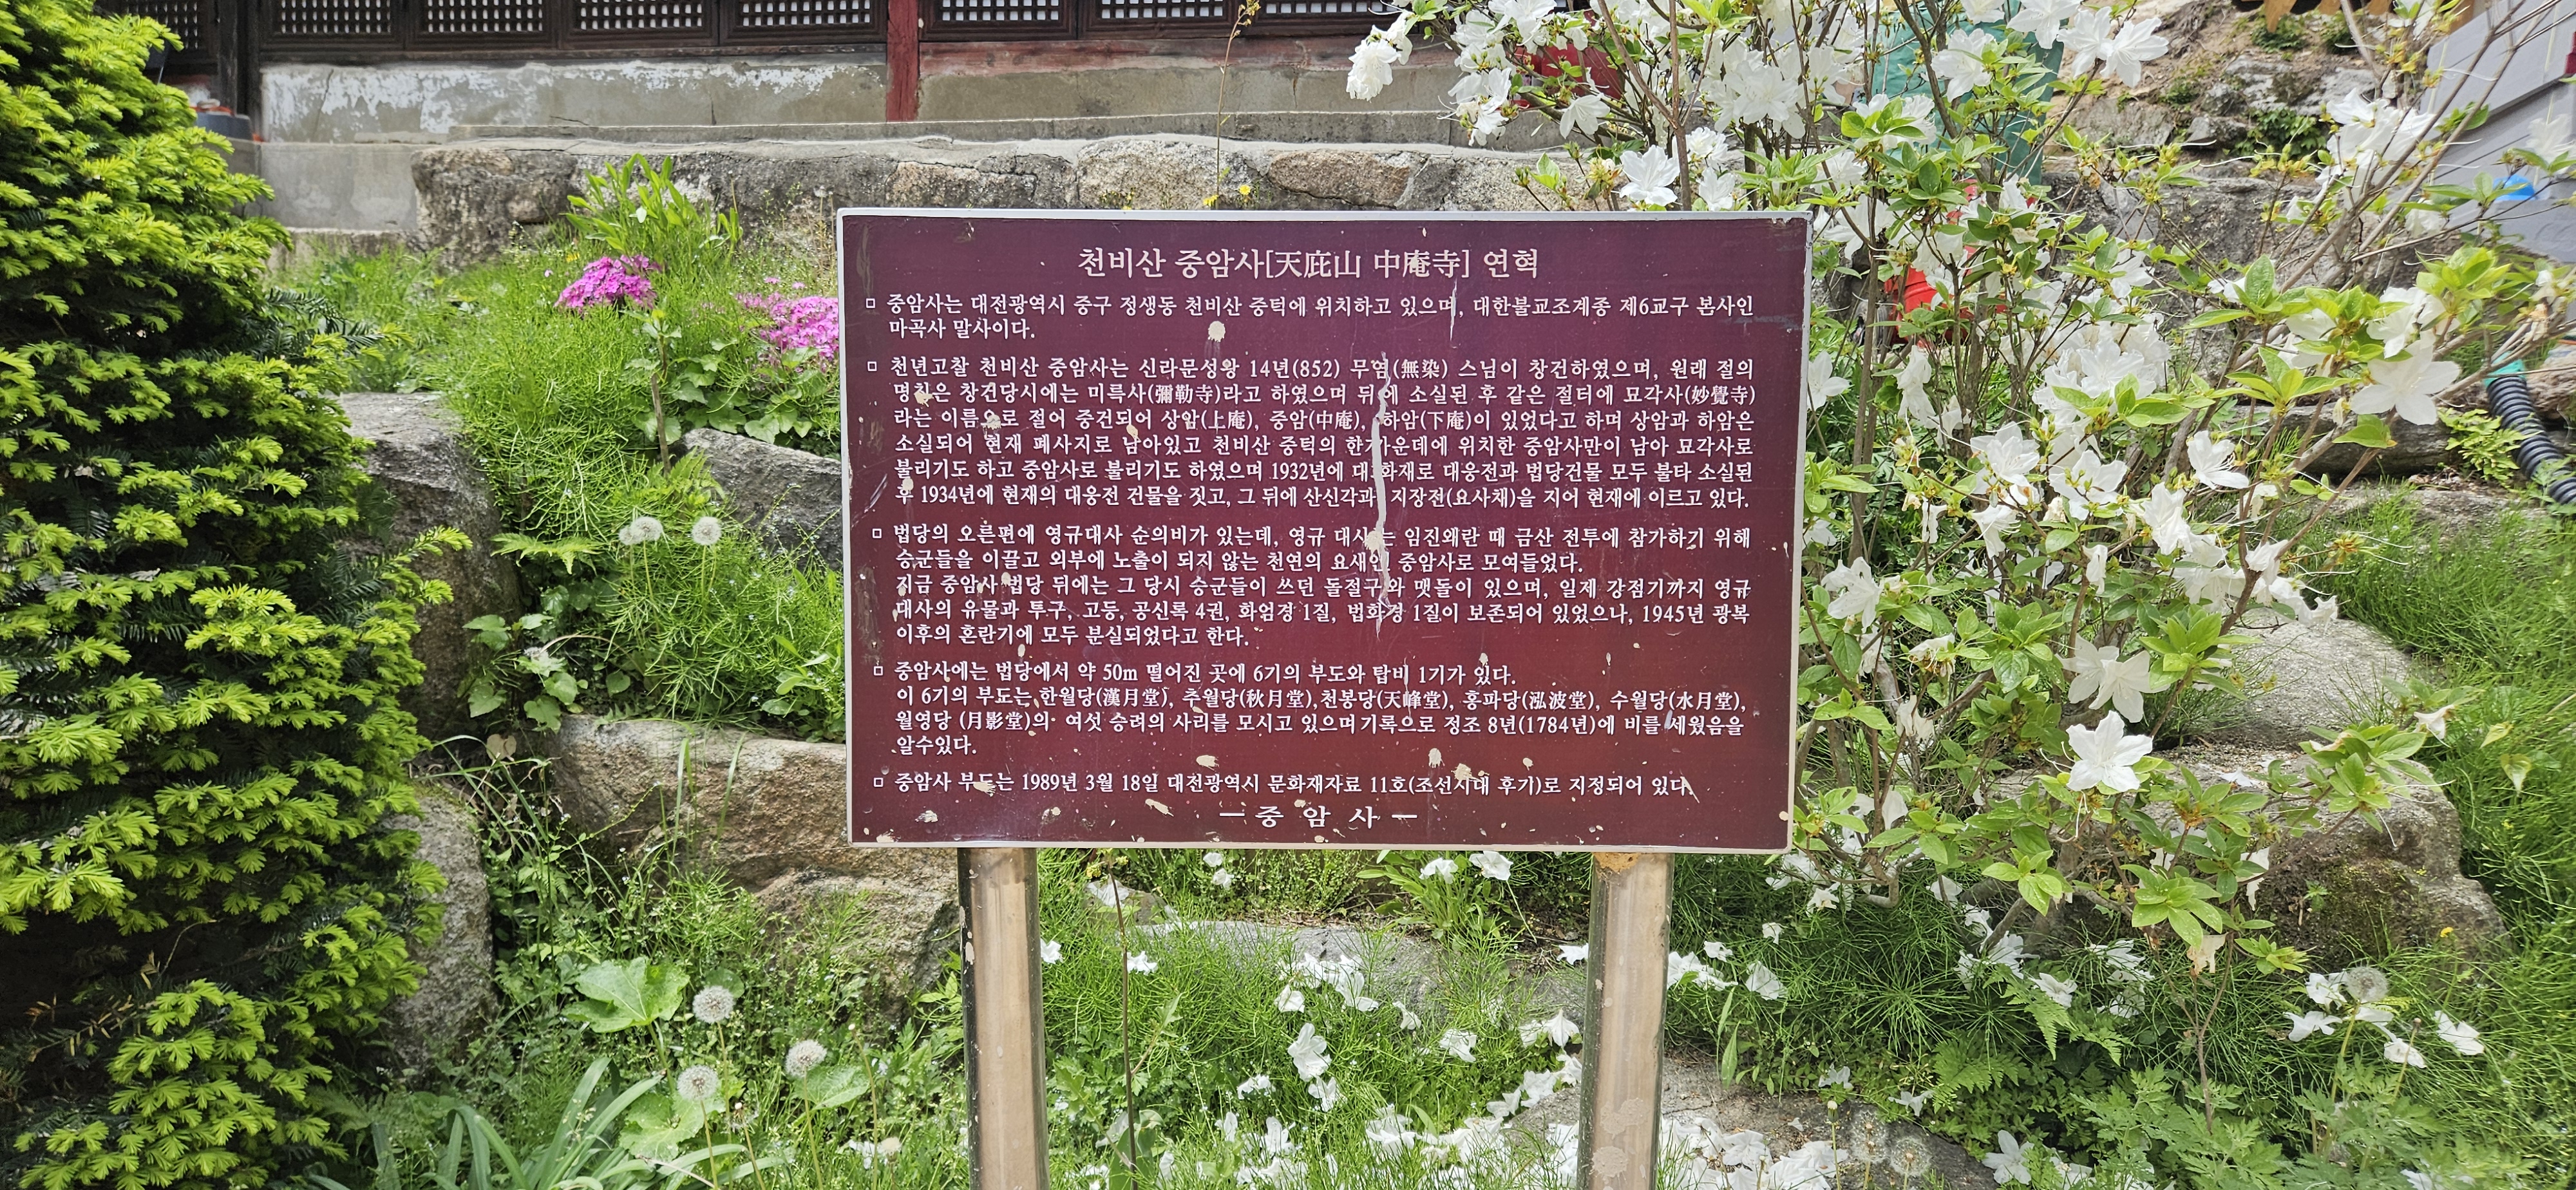 천비산 중암사[天庇山 中庵寺] 연혁
□ 중암사는 대전광역시 중구 정생동 천비산 중턱에 위치하고 있으며, 대한불교조계종 제6교구 본사인
마곡사 말사이다.
□ 천년고찰 천비산 중암사는 신라문성왕 14년(852) 무염(無染) 스님이 창건하였으며, 원래 절의
명칭은 창건당시에는 미륵사(彌勒寺)라고 하였으며 뒤에 소실된 후 같은 절터에 묘각사(妙覺寺)
라는 이름으로 절어 중건되어 상암(上庵), 중암(中庵), 하암(下庵)이 있었다고 하며 상암과 하암은
소실되어 현재 폐사지로 남아있고 천비산 중턱의 한가운데에 위치한 중암사만이 남아 묘각사로
불리기도 하고 중암사로 불리기도 하였으며 1932년에 대화재로 대웅전과 법당건물 모두 불타 소실된
후 1934년에 현재의 대웅전 건물을 짓고, 그 뒤에 산신각과 지장전(요사채)을 지어 현재에 이르고 있다.
□ 법당의 오른편에 영규대사 순의비가 있는데, 영규 대사는 임진왜란 때 금산 전투에 참가하기 위해
승군들을 이끌고 외부에 노출이 되지 않는 천연의 요새인 중암사로 모여들었다.
지금 중암사 법당 뒤에는 그 당시 승군들이 쓰던 돌절구와 맷돌이 있으며, 일제 강점기까지 영규
대사의 유물과 투구, 고등, 공신록 4권, 화엄경 1질, 법화경 1질이 보존되어 있었으나, 1945년 광복
이후의 혼란기에 모두 분실되었다고 한다.
□ 중암사에는 법당에서 약 50m 떨어진 곳에 6기의 부도와 탑비 1기가 있다.
이 6기의 부도는 한월당(漢月堂), 추월당(秋月堂),천봉당(天峰堂), 홍파당(泓波堂), 수월당(水月堂),
월영당 (月影堂)의 여섯 승려의 사리를 모시고 있으며 기록으로 정조 8년(1784년)에 비를 세웠음을
알수있다.
□ 중암사 부도는 1989년 3월 18일 대전광역시 문화재자료 11호(조선시대 후기)로 지정되어 있다.
ㅡ 중 암 사 ㅡ